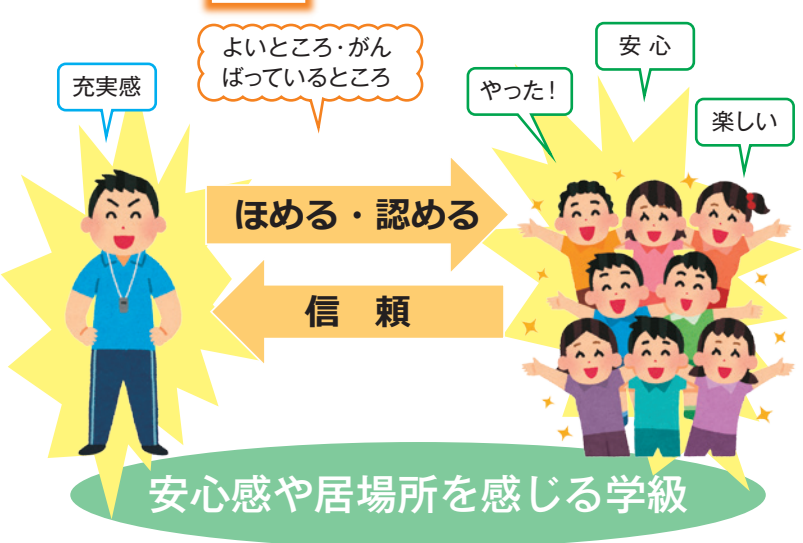 よいところ・がん
ばっているところ
充実感
安心
やった！
楽しい
ほめる・認める
信頼
安心感や居場所を感じる学級